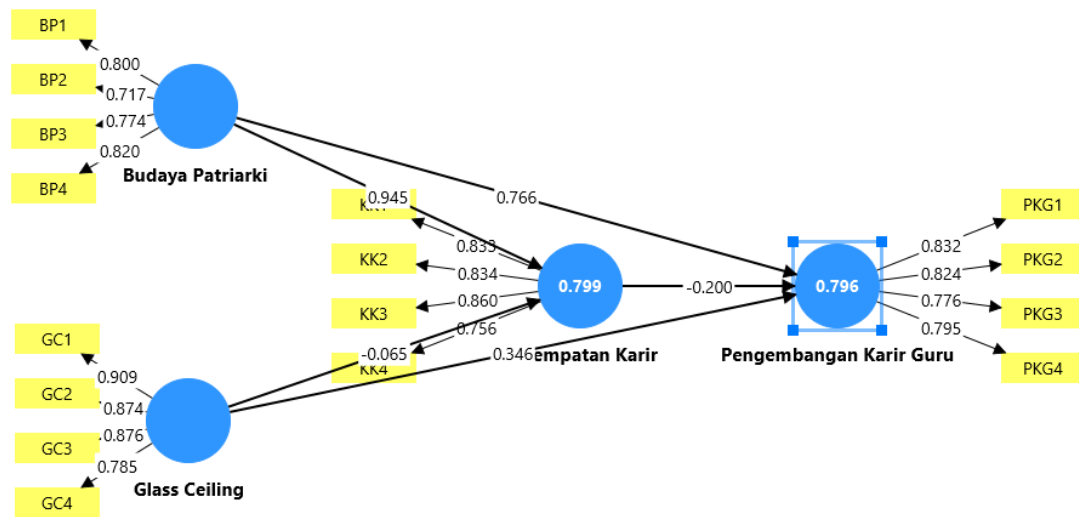 BP1
0.800
BP2
0.717
BP3
0.774
BP4
0.820
Budaya Patriarki
0.945
0.766
KK2
KK3
KK4
0.833
0.834
0.860
0.756
0.799
Karir
-0.200
0.796
Pengembangan Karir Guru
PKG1
0.832
PKG2
0.824
PKG3
0.776
PKG4
0.795
GC1
0.909
GC2
0.874
GC3
0.876
GC4
0.785
Glass Ceiling
-0.065
0.346